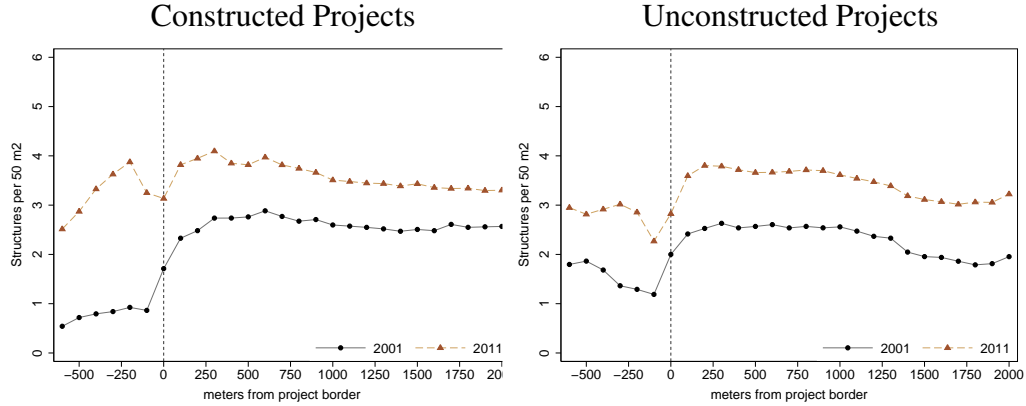 Constructed Projects
Structures per 50 m2
0 1 2 3 4 5 6
−500 −250 0 250 500 750 1000 1250 1500 1750 200
meters from project border
2001 2011
Unconstructed Projects
Structures per 50 m2
0 1 2 3 4 5 6
−500 −250 0 250 500 750 1000 1250 1500 1750 2000
meters from project border
2001 2011